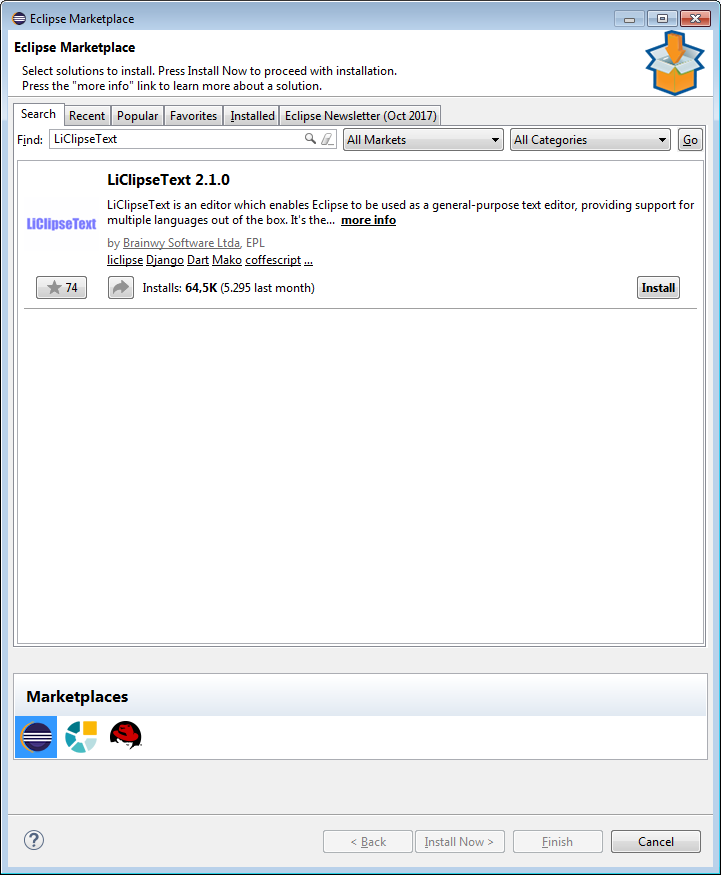 Eclipse Marketplace
Eclipse Marketplace
Select solutions to install. Press Install Now to proceed with installation.
Press the "more info" link to learn more about a solution.
Search Recent Popular Favorites Installed Eclipse Newsletter (Oct 2017)
Find: LiClipseText All Markets All Categories Go
LiClipseText 2.1.0
LiClipseText is an editor which enables Eclipse to be used as a general-purpose text editor, providing support for
LiClipseText
multiple languages out of the box. It's the... more info
by Brainwy Software Ltda, EPL
liclipse Django Dart Mako coffescript ...
74 Installs: 64,5K (5.295 last month) Install
Marketplaces
? < Back Install Now > Finish Cancel